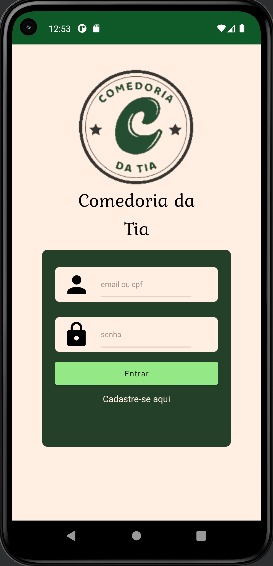 12:53
COMEDORIA
C
DA TIA
Comedoria da
Tia
email ou cpf
senha
Entrar
Cadastre-se aqui